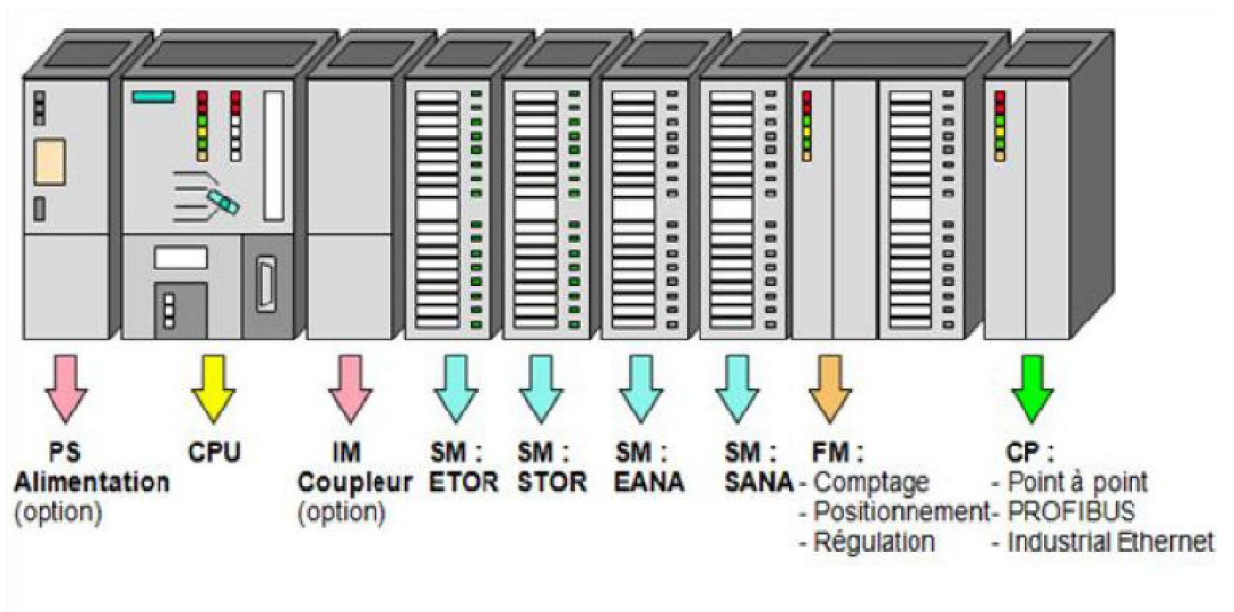 PS
Alimentation
(option)
CPU
IM
Coupleur
(option)
SM :
ETOR
SM :
STOR
SM :
EANA
SM :
SANA
FM :
- Comptage
- Positionnement
- Régulation
CP :
- Point à point
- PROFIBUS
- Industrial Ethernet